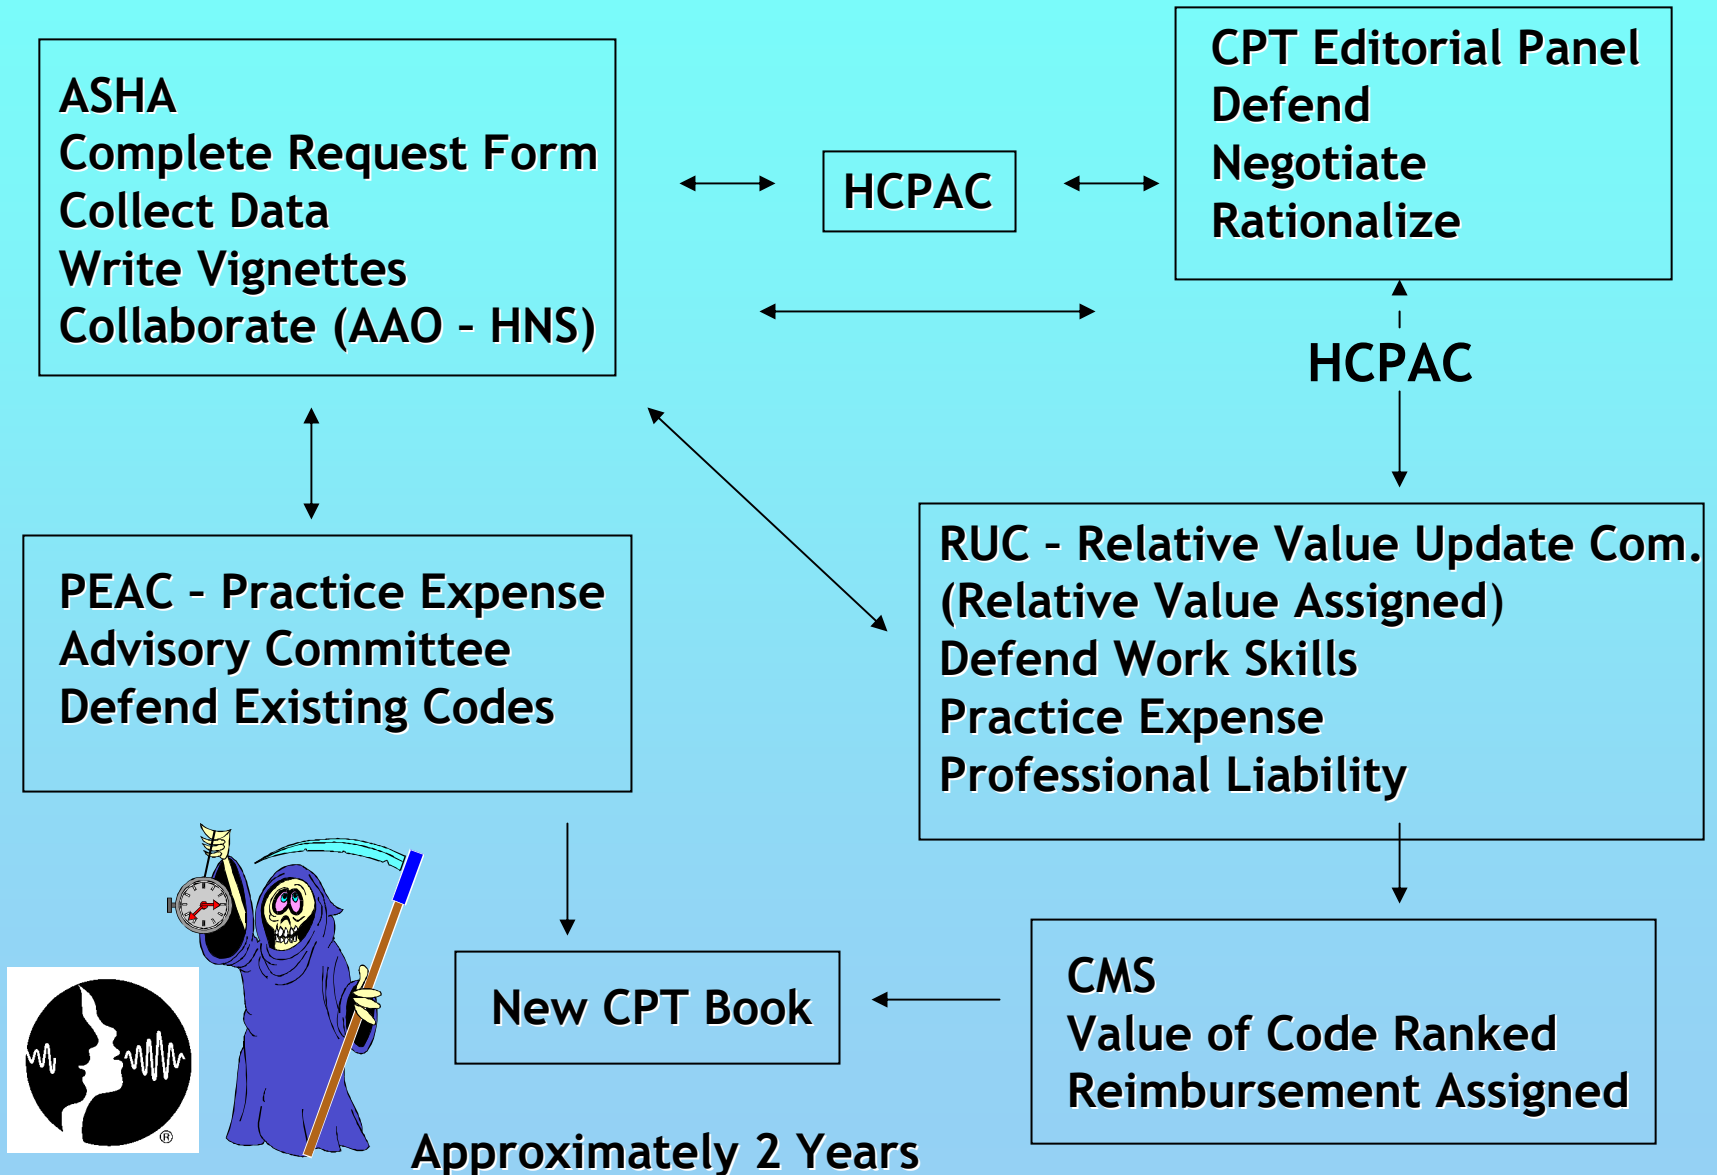 ASHA
Complete Request Form
Collect Data
Write Vignettes
Collaborate (AAO – HNS)
HCPAC
CPT Editorial Panel
Defend
Negotiate
Rationalize
HCPAC
PEAC – Practice Expense
Advisory Committee
Defend Existing Codes
RUC – Relative Value Update Com.
(Relative Value Assigned)
Defend Work Skills
Practice Expense
Professional Liability
New CPT Book
CMS
Value of Code Ranked
Reimbursement Assigned
®
Approximately 2 Years